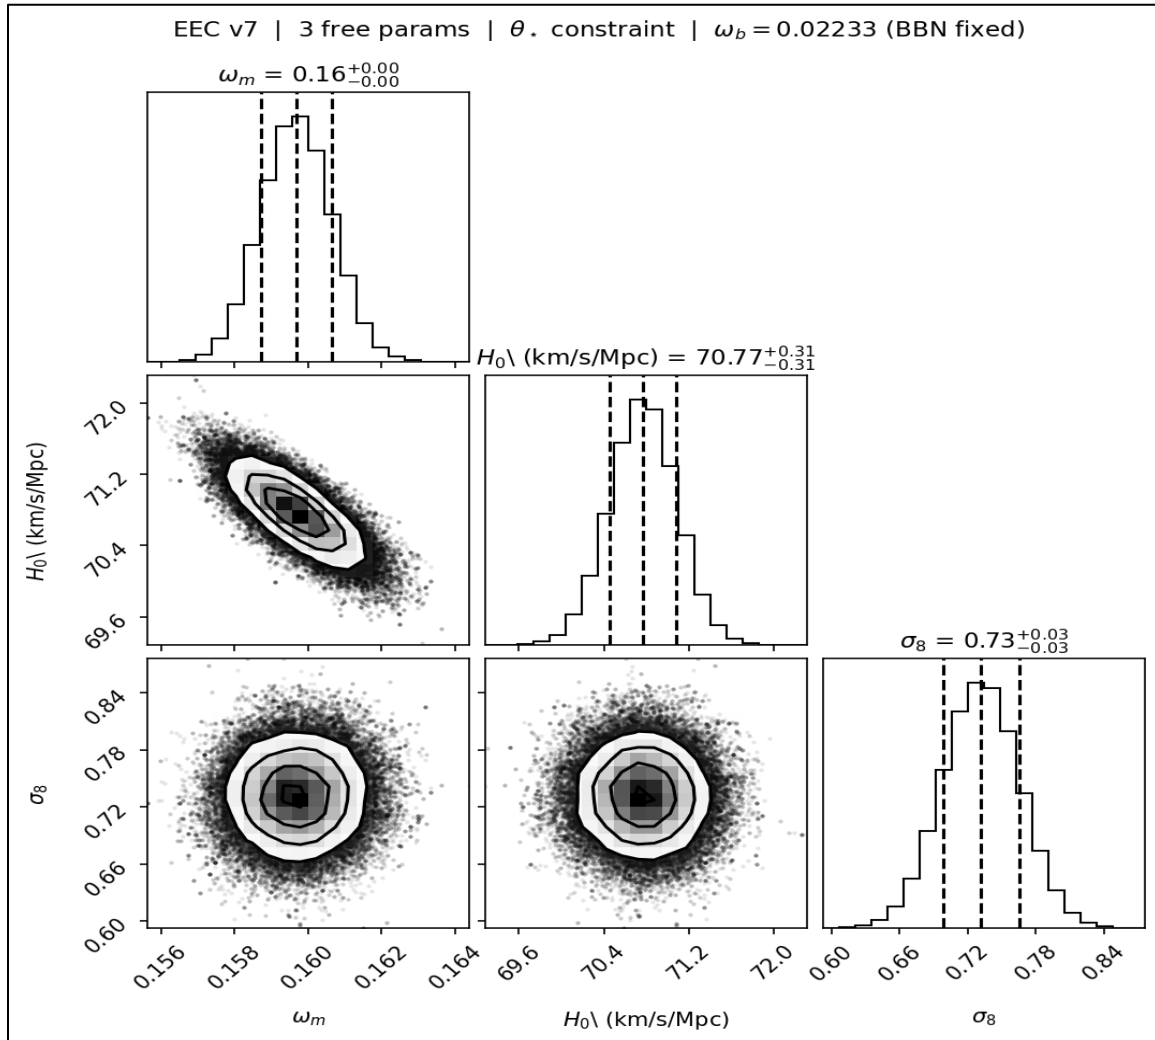 EEC v7 | 3 free params | θ⋆ constraint | ω_b = 0.02233 (BBN fixed)
ω_m = 0.16^{+0.00}_{-0.00}
H_0\ (km/s/Mpc) = 70.77^{+0.31}_{-0.31}
72.0
71.2
70.4
69.6
H_0\ (km/s/Mpc)
σ_8 = 0.73^{+0.03}_{-0.03}
0.84
0.78
0.72
0.66
0.60
σ_8
0.156 0.158 0.160 0.162 0.164
69.6 70.4 71.2 72.0
0.60 0.66 0.72 0.78 0.84
ω_m
H_0\ (km/s/Mpc)
σ_8